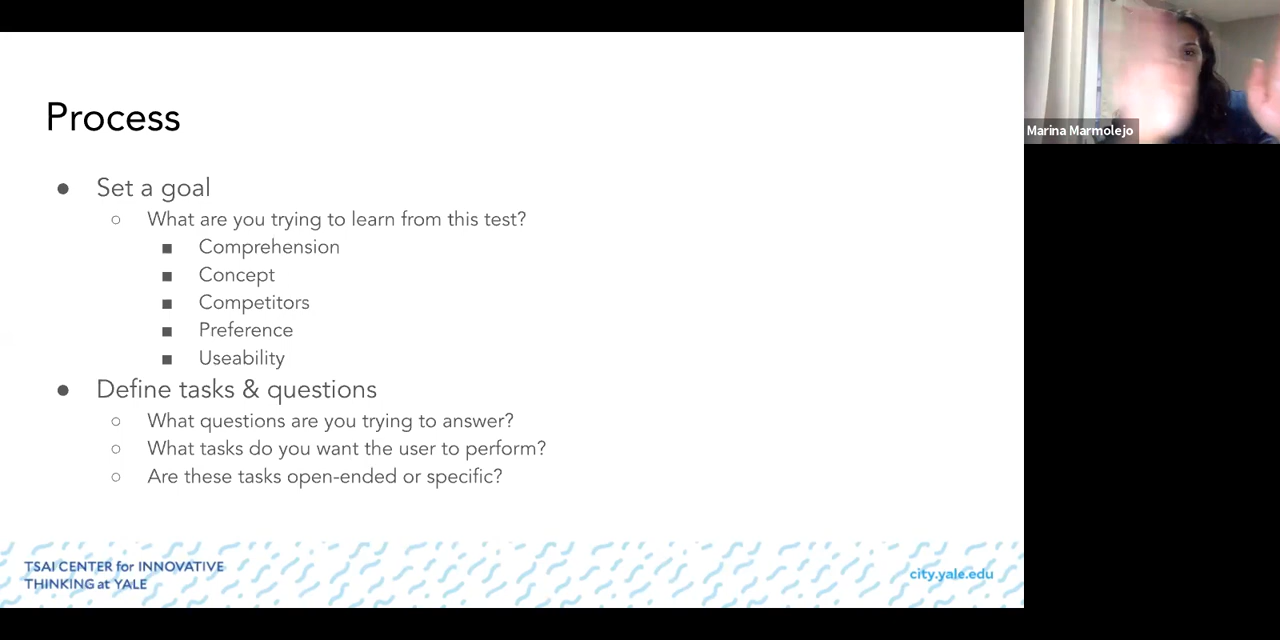 Process
● Set a goal
○ What are you trying to learn from this test?
■ Comprehension
■ Concept
■ Competitors
■ Preference
■ Useability
● Define tasks & questions
○ What questions are you trying to answer?
○ What tasks do you want the user to perform?
○ Are these tasks open-ended or specific?
TSAI CENTER for INNOVATIVE
THINKING at YALE
city.yale.edu
Marina Marmolejo